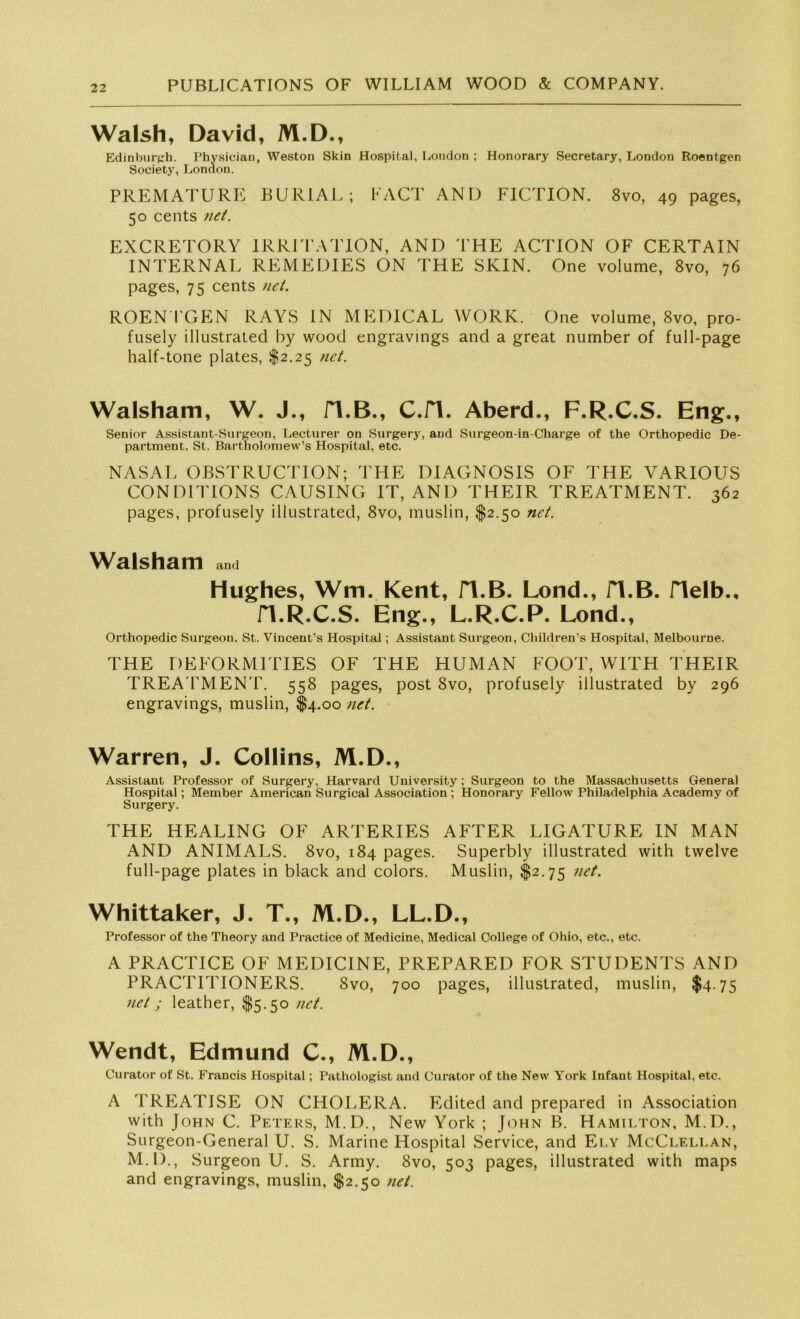 22 PUBLICATIONS OF WILLIAM WOOD & COMPANY.
Walsh, David, M.D.,
Edinburgh. Physician, Weston Skin Hospital, London ; Honorary Secretary, London Roentgen
Society, London.
PREMATURE BURIAL ; FACT AND FICTION. 8vo, 49 pages,
50 cents net.
EXCRETORY IRRITATION, AND THE ACTION OF CERTAIN
INTERNAL REMEDIES ON THE SKIN. One volume, 8vo, 76
pages, 75 cents net.
ROENTGEN RAYS IN MEDICAL WORK. One volume, 8vo, pro-
fusely illustrated by wood engravings and a great number of full-page
half-tone plates, $2.25 net.
Walsham, W. J., M.B., C.M. Aberd., F.R.C.S. Eng.,
Senior Assistant-Surgeon, Lecturer on Surgery, and Surgeon-in-Charge of the Orthopedic De-
partment, St. Bartholomew's Hospital, etc.
NASAL OBSTRUCTION; THE DIAGNOSIS OF THE VARIOUS
CONDITIONS CAUSING IT, AND THEIR TREATMENT. 362
pages, profusely illustrated, 8vo, muslin, $2.50 net.
Walsham and
Hughes, Wm. Kent, M.B. Lond., M.B. Melb.,
M.R.C.S. Eng., L.R.C.P. Lond.,
Orthopedic Surgeon, St. Vincent's Hospital ; Assistant Surgeon, Children's Hospital, Melbourne.
THE DEFORMITIES OF THE HUMAN FOOT, WITH THEIR
TREATMENT. 558 pages, post 8vo, profusely illustrated by 296
engravings, muslin, $4.00 net.
Warren, J. Collins, M.D.,
Assistant Professor of Surgery, Harvard University ; Surgeon to the Massachusetts General
Hospital ; Member American Surgical Association ; Honorary Fellow Philadelphia Academy of
Surgery.
THE HEALING OF ARTERIES AFTER LIGATURE IN MAN
AND ANIMALS. 8vo, 184 pages. Superbly illustrated with twelve
full-page plates in black and colors. Muslin, $2.75 net.
Whittaker, J. T., M.D., LL.D.,
Professor of the Theory and Practice of Medicine, Medical College of Ohio, etc., etc.
A PRACTICE OF MEDICINE, PREPARED FOR STUDENTS AND
PRACTITIONERS. 8vo, 700 pages, illustrated, muslin, $4.75
net ; leather, $5.50 net.
Wendt, Edmund C., M.D.,
Curator of St. Francis Hospital ; Pathologist and Curator of the New York Infant Hospital, etc.
A TREATISE ON CHOLERA. Edited and prepared in Association
with John C. Peters, M.D., New York ; John B. Hamilton, M.D.,
Surgeon-General U. S. Marine Hospital Service, and Ely McClellan,
M.D., Surgeon U. S. Army. 8vo, 503 pages, illustrated with maps
and engravings, muslin, $2.50 net.